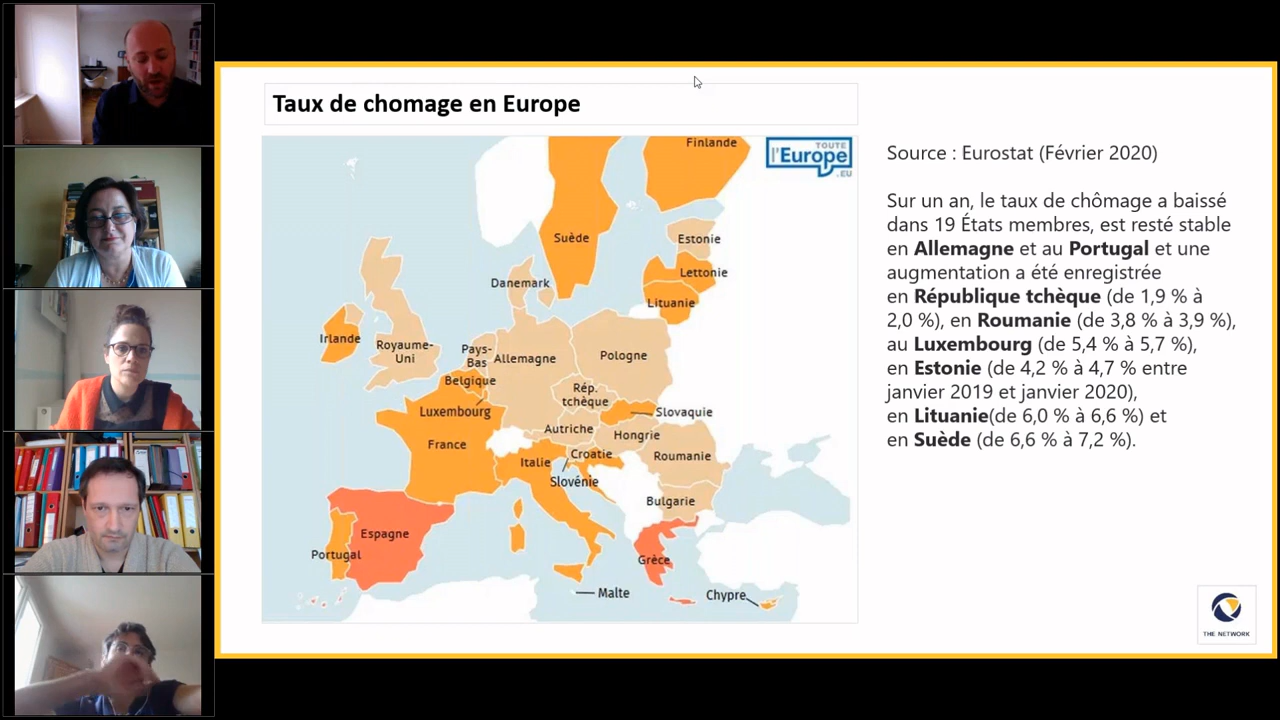 Taux de chomage en Europe
TOUTE
l'Europe
.EU
Finlande
Suède
Estonie
Lettonie
Danemark
Lituanie
Irlande
Royaume-
Uni
Pays-
Bas
Allemagne
Pologne
Belgique
Rép.
tchèque
Luxembourg
Slovaquie
Autriche
Hongrie
France
Italie
Croatie
Roumanie
Slovénie
Bulgarie
Espagne
Portugal
Grèce
Malte
Chypre
Source : Eurostat (Février 2020)
Sur un an, le taux de chômage a baissé
dans 19 États membres, est resté stable
en Allemagne et au Portugal et une
augmentation a été enregistrée
en République tchèque (de 1,9 % à
2,0 %), en Roumanie (de 3,8 % à 3,9 %),
au Luxembourg (de 5,4 % à 5,7 %),
en Estonie (de 4,2 % à 4,7 % entre
janvier 2019 et janvier 2020),
en Lituanie(de 6,0 % à 6,6 %) et
en Suède (de 6,6 % à 7,2 %).
THE NETWORK